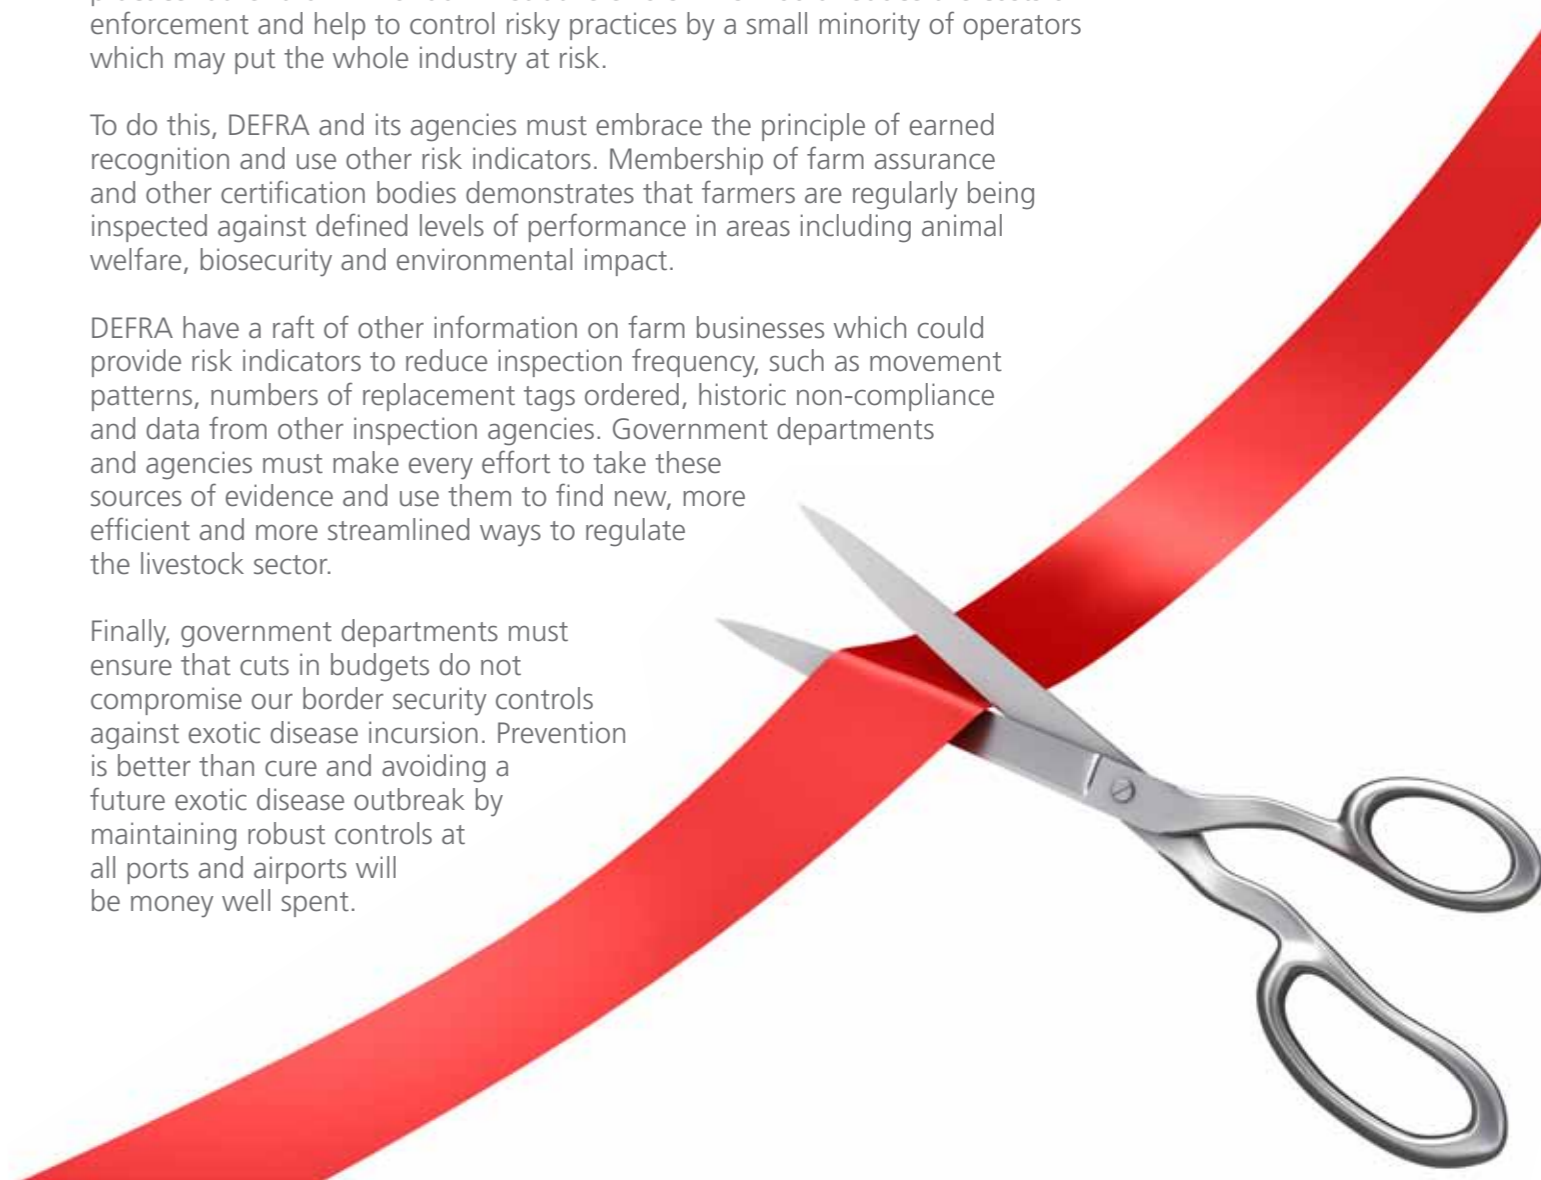 enforcement and help to control risky practices by a small minority of operators
which may put the whole industry at risk.
To do this, DEFRA and its agencies must embrace the principle of earned
recognition and use other risk indicators. Membership of farm assurance
and other certification bodies demonstrates that farmers are regularly being
inspected against defined levels of performance in areas including animal
welfare, biosecurity and environmental impact.
DEFRA have a raft of other information on farm businesses which could
provide risk indicators to reduce inspection frequency, such as movement
patterns, numbers of replacement tags ordered, historic non-compliance
and data from other inspection agencies. Government departments
and agencies must make every effort to take these
sources of evidence and use them to find new, more
efficient and more streamlined ways to regulate
the livestock sector.
Finally, government departments must
ensure that cuts in budgets do not
compromise our border security controls
against exotic disease incursion. Prevention
is better than cure and avoiding a
future exotic disease outbreak by
maintaining robust controls at
all ports and airports will
be money well spent.